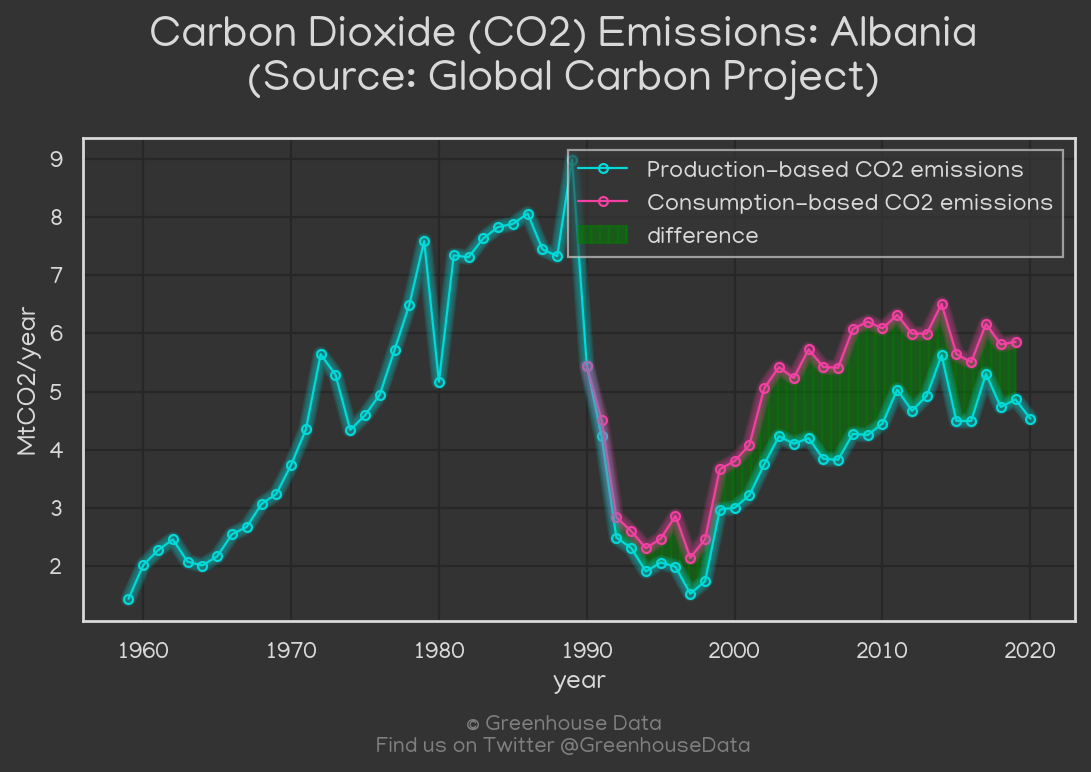 Carbon Dioxide (CO2) Emissions: Albania
(Source: Global Carbon Project)
Production-based CO2 emissions
Consumption-based CO2 emissions
difference
9
8
7
6
5
4
3
2
MtCO2/year
1960 1970 1980 1990 2000 2010 2020
year
© Greenhouse Data
Find us on Twitter @GreenhouseData